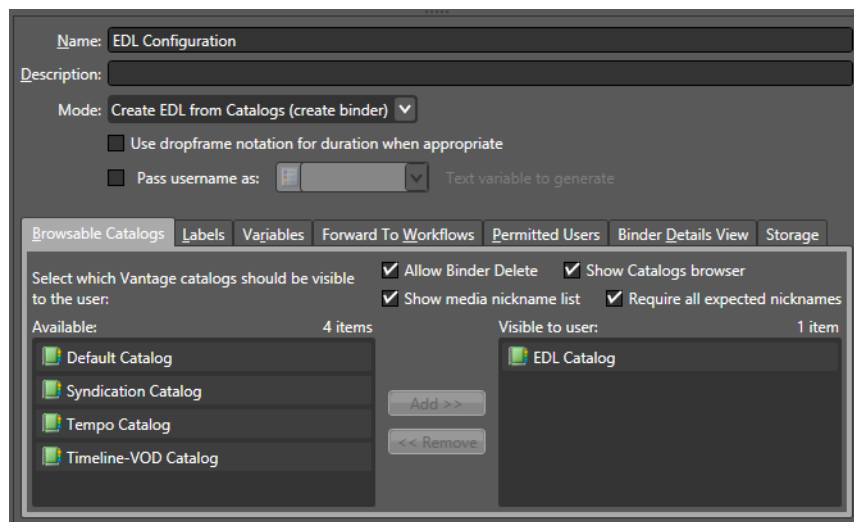 Name: EDL Configuration
Description:
Mode: Create EDL from Catalogs (create binder)
Use dropframe notation for duration when appropriate
Pass username as: Text variable to generate
Browsable Catalogs Labels Variables Forward To Workflows Permitted Users Binder Details View Storage
Select which Vantage catalogs should be visible
to the user:
Allow Binder Delete Show Catalogs browser
Show media nickname list Require all expected nicknames
Available: 4 items Visible to user: 1 item
Default Catalog EDL Catalog
Syndication Catalog
Add >>
Tempo Catalog
<< Remove
Timeline-VOD Catalog